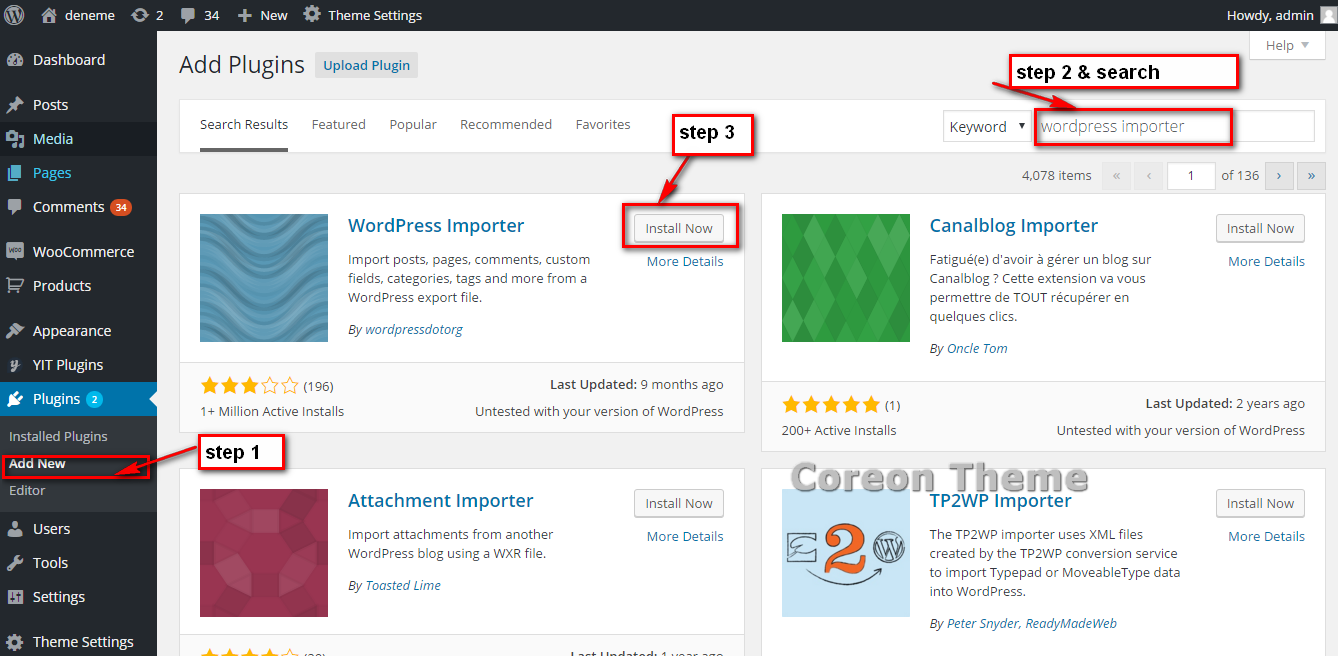 deneme 2 34 New Theme Settings Howdy, admin
Dashboard
Posts
Media
Pages
Comments 34
WooCommerce
Products
Appearance
YIT Plugins
Plugins 2
Installed Plugins
Add New
Editor
Users
Tools
Settings
Theme Settings
Help
Add Plugins Upload Plugin
step 2 & search
Search Results Featured Popular Recommended Favorites
step 3
Keyword wordpress importer
4,078 items « ‹ 1 of 136 › »
WordPress Importer
Install Now
More Details
Import posts, pages, comments, custom
fields, categories, tags and more from a
WordPress export file.
By wordpressdotorg
(196)
Last Updated: 9 months ago
1+ Million Active Installs
Untested with your version of WordPress
Canalblog Importer
Install Now
More Details
Fatigué(e) d'avoir à gérer un blog sur
Canalblog ? Cette extension va vous
permettre de TOUT récupérer en
quelques clics.
By Oncle Tom
(1)
Last Updated: 2 years ago
200+ Active Installs
Untested with your version of WordPress
step 1
Attachment Importer
Install Now
More Details
Import attachments from another
WordPress blog using a WXR file.
By Toasted Lime
Last Updated: 1 year ago
Coreon Theme
TP2WP Importer
Install Now
More Details
2
The TP2WP importer uses XML files
created by the TP2WP conversion service
to import Typepad or MoveableType data
into WordPress.
By Peter Snyder, ReadyMadeWeb